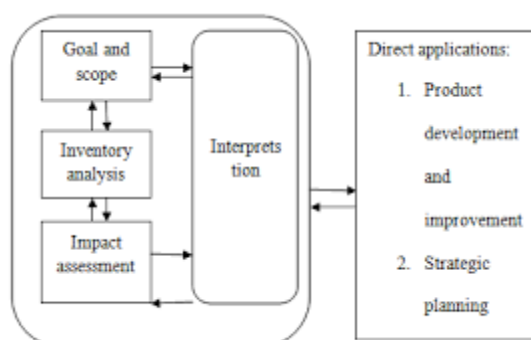 Goal and
scope
Inventory
analysis
Impact
assessment
Interprets
tion
Direct applications:
1. Product
development
and
improvement
2. Strategic
planning